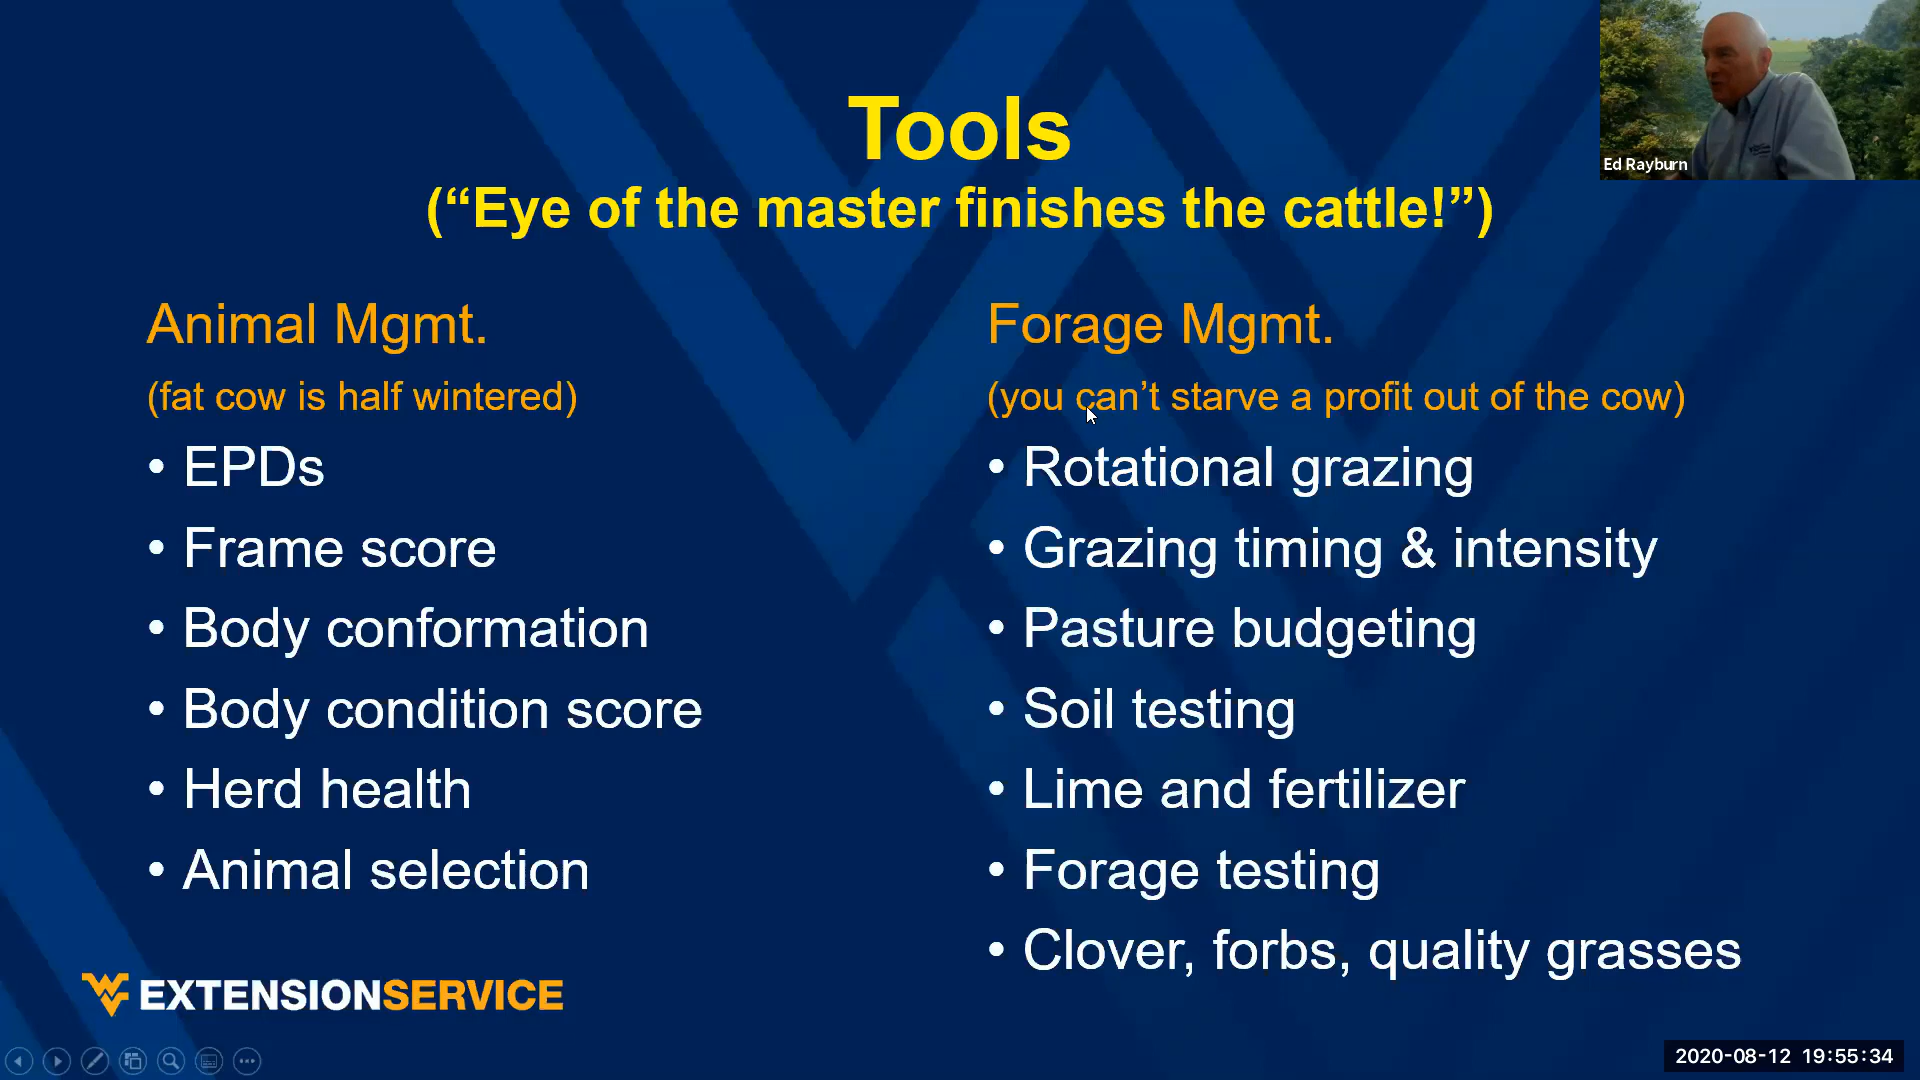 Tools
(“Eye of the master finishes the cattle!”)
Ed Rayburn
Animal Mgmt.
(fat cow is half wintered)
• EPDs
• Frame score
• Body conformation
• Body condition score
• Herd health
• Animal selection
Forage Mgmt.
(you can’t starve a profit out of the cow)
• Rotational grazing
• Grazing timing & intensity
• Pasture budgeting
• Soil testing
• Lime and fertilizer
• Forage testing
• Clover, forbs, quality grasses
EXTENSIONSERVICE
2020-08-12 19:55:34